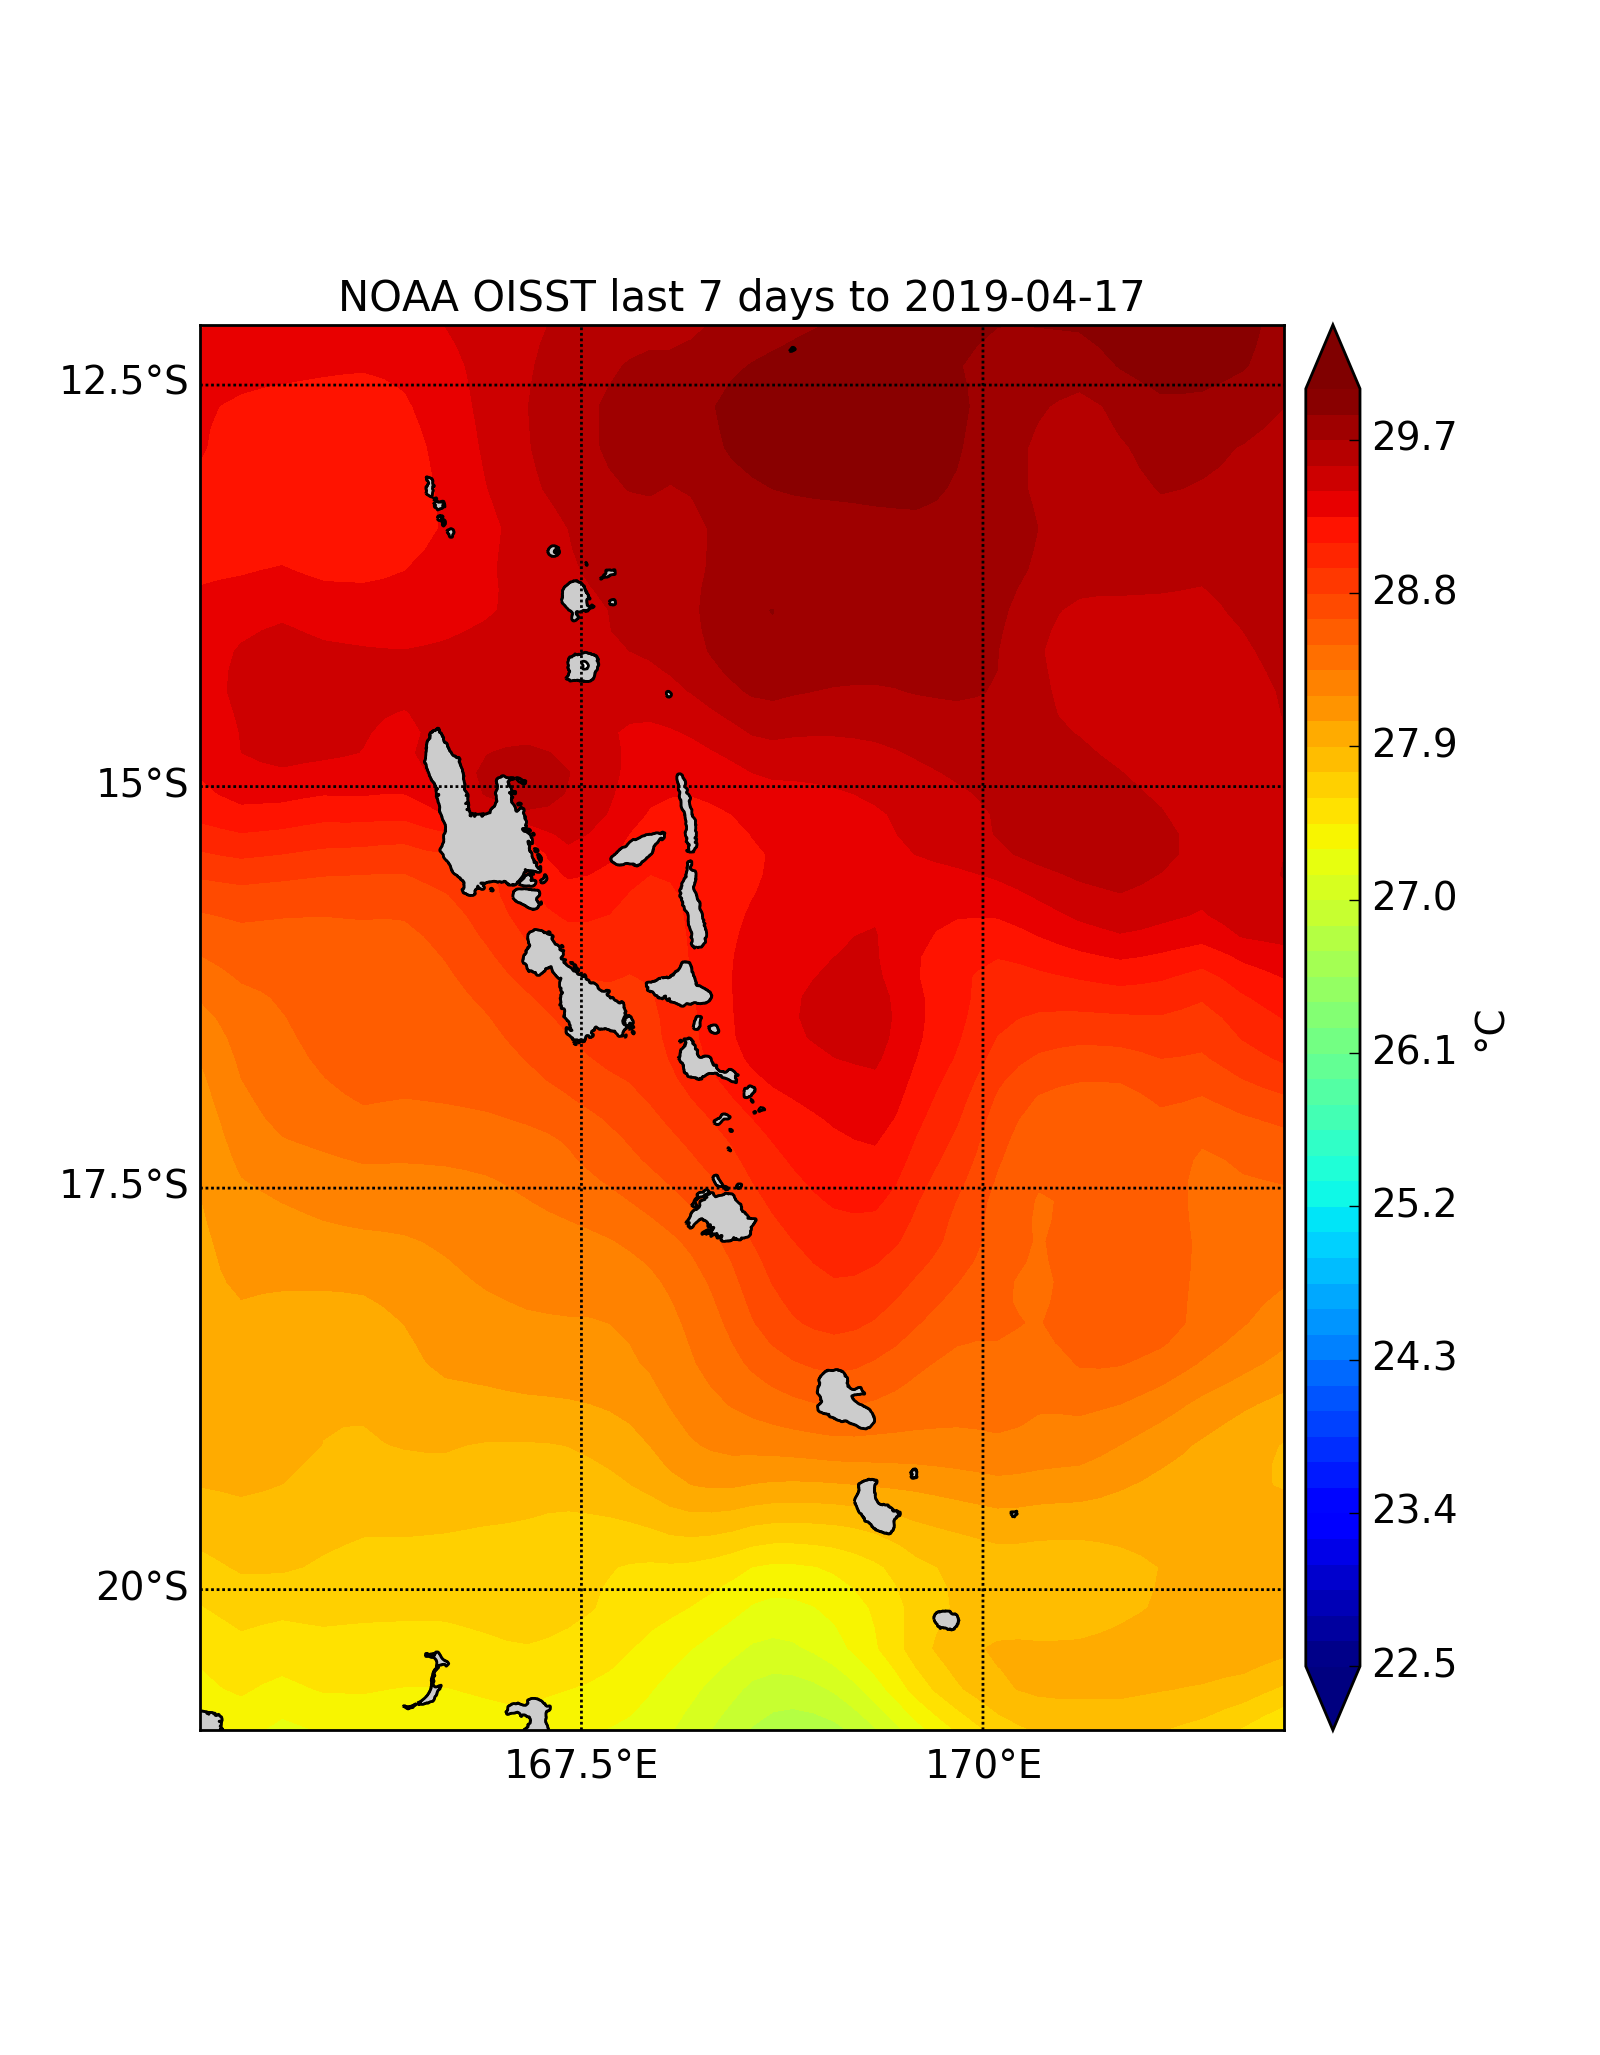 NOAA OISST last 7 days to 2019-04-17
12.5°S
15°S
17.5°S
20°S
167.5°E
170°E
29.7
28.8
27.9
27.0
26.1
25.2
24.3
23.4
22.5
°C